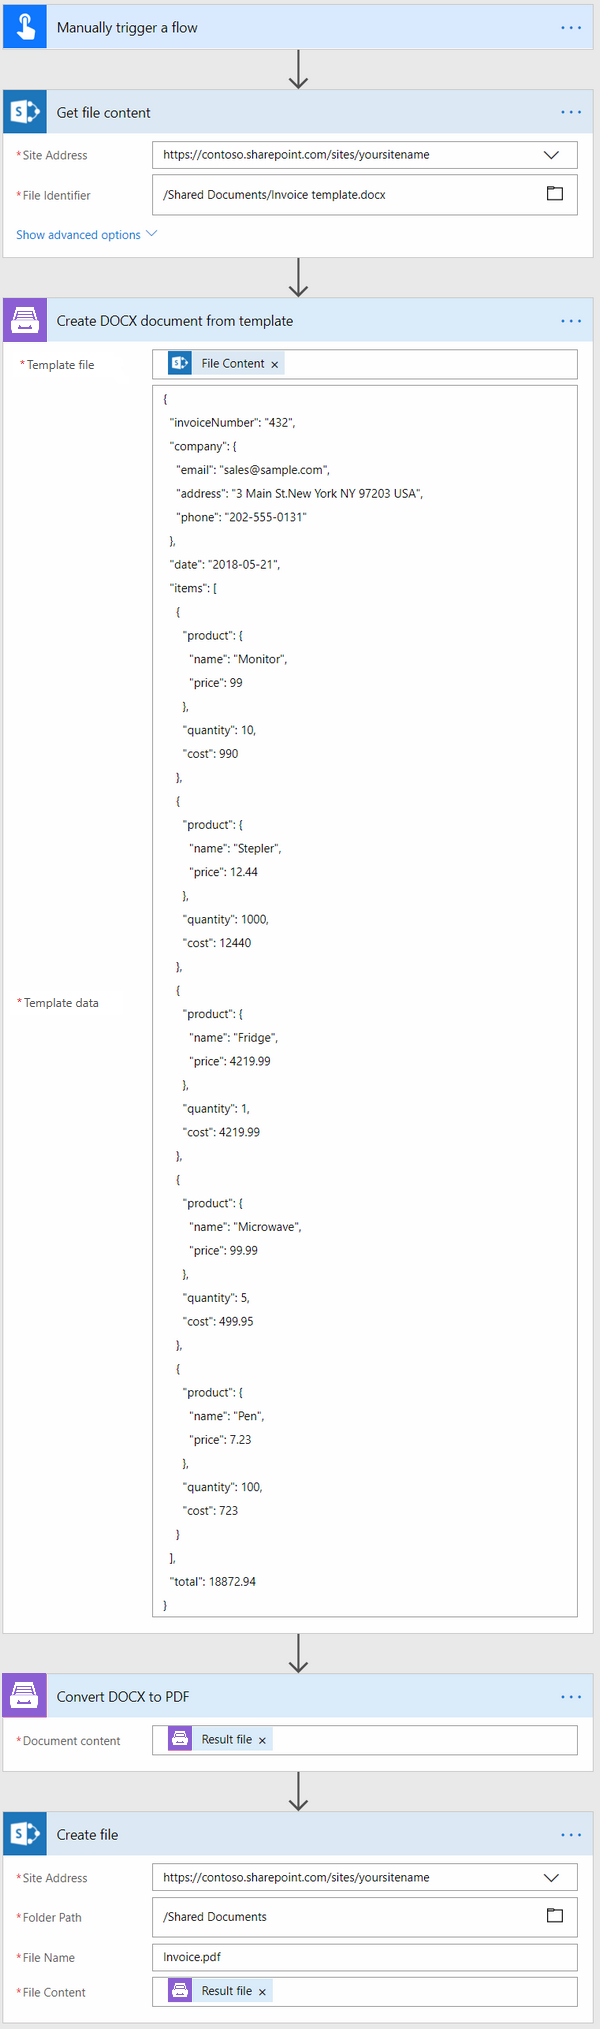 Manually trigger a flow
Get file content
*Site Address https://contoso.sharepoint.com/sites/yoursitename
*File Identifier /Shared Documents/Invoice template.docx
Show advanced options
Create DOCX document from template
*Template file File Content ×
*Template data
{
"invoiceNumber": "432",
"company": {
"email": "sales@sample.com",
"address": "3 Main St.New York NY 97203 USA",
"phone": "202-555-0131"
},
"date": "2018-05-21",
"items": [
{
"product": {
"name": "Monitor",
"price": 99
},
"quantity": 10,
"cost": 990
},
{
"product": {
"name": "Stepler",
"price": 12.44
},
"quantity": 1000,
"cost": 12440
},
{
"product": {
"name": "Fridge",
"price": 4219.99
},
"quantity": 1,
"cost": 4219.99
},
{
"product": {
"name": "Microwave",
"price": 99.99
},
"quantity": 5,
"cost": 499.95
},
{
"product": {
"name": "Pen",
"price": 7.23
},
"quantity": 100,
"cost": 723
}
],
"total": 18872.94
}
Convert DOCX to PDF
*Document content Result file ×
Create file
*Site Address https://contoso.sharepoint.com/sites/yoursitename
*Folder Path /Shared Documents
*File Name Invoice.pdf
*File Content Result file ×